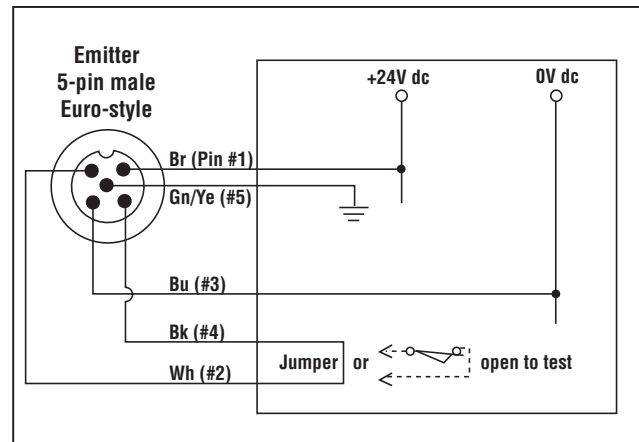 Emitter
5-pin male
Euro-style
+24V dc
0V dc
Br (Pin #1)
Gn/Ye (#5)
Bu (#3)
Bk (#4)
Jumper or open to test
Wh (#2)